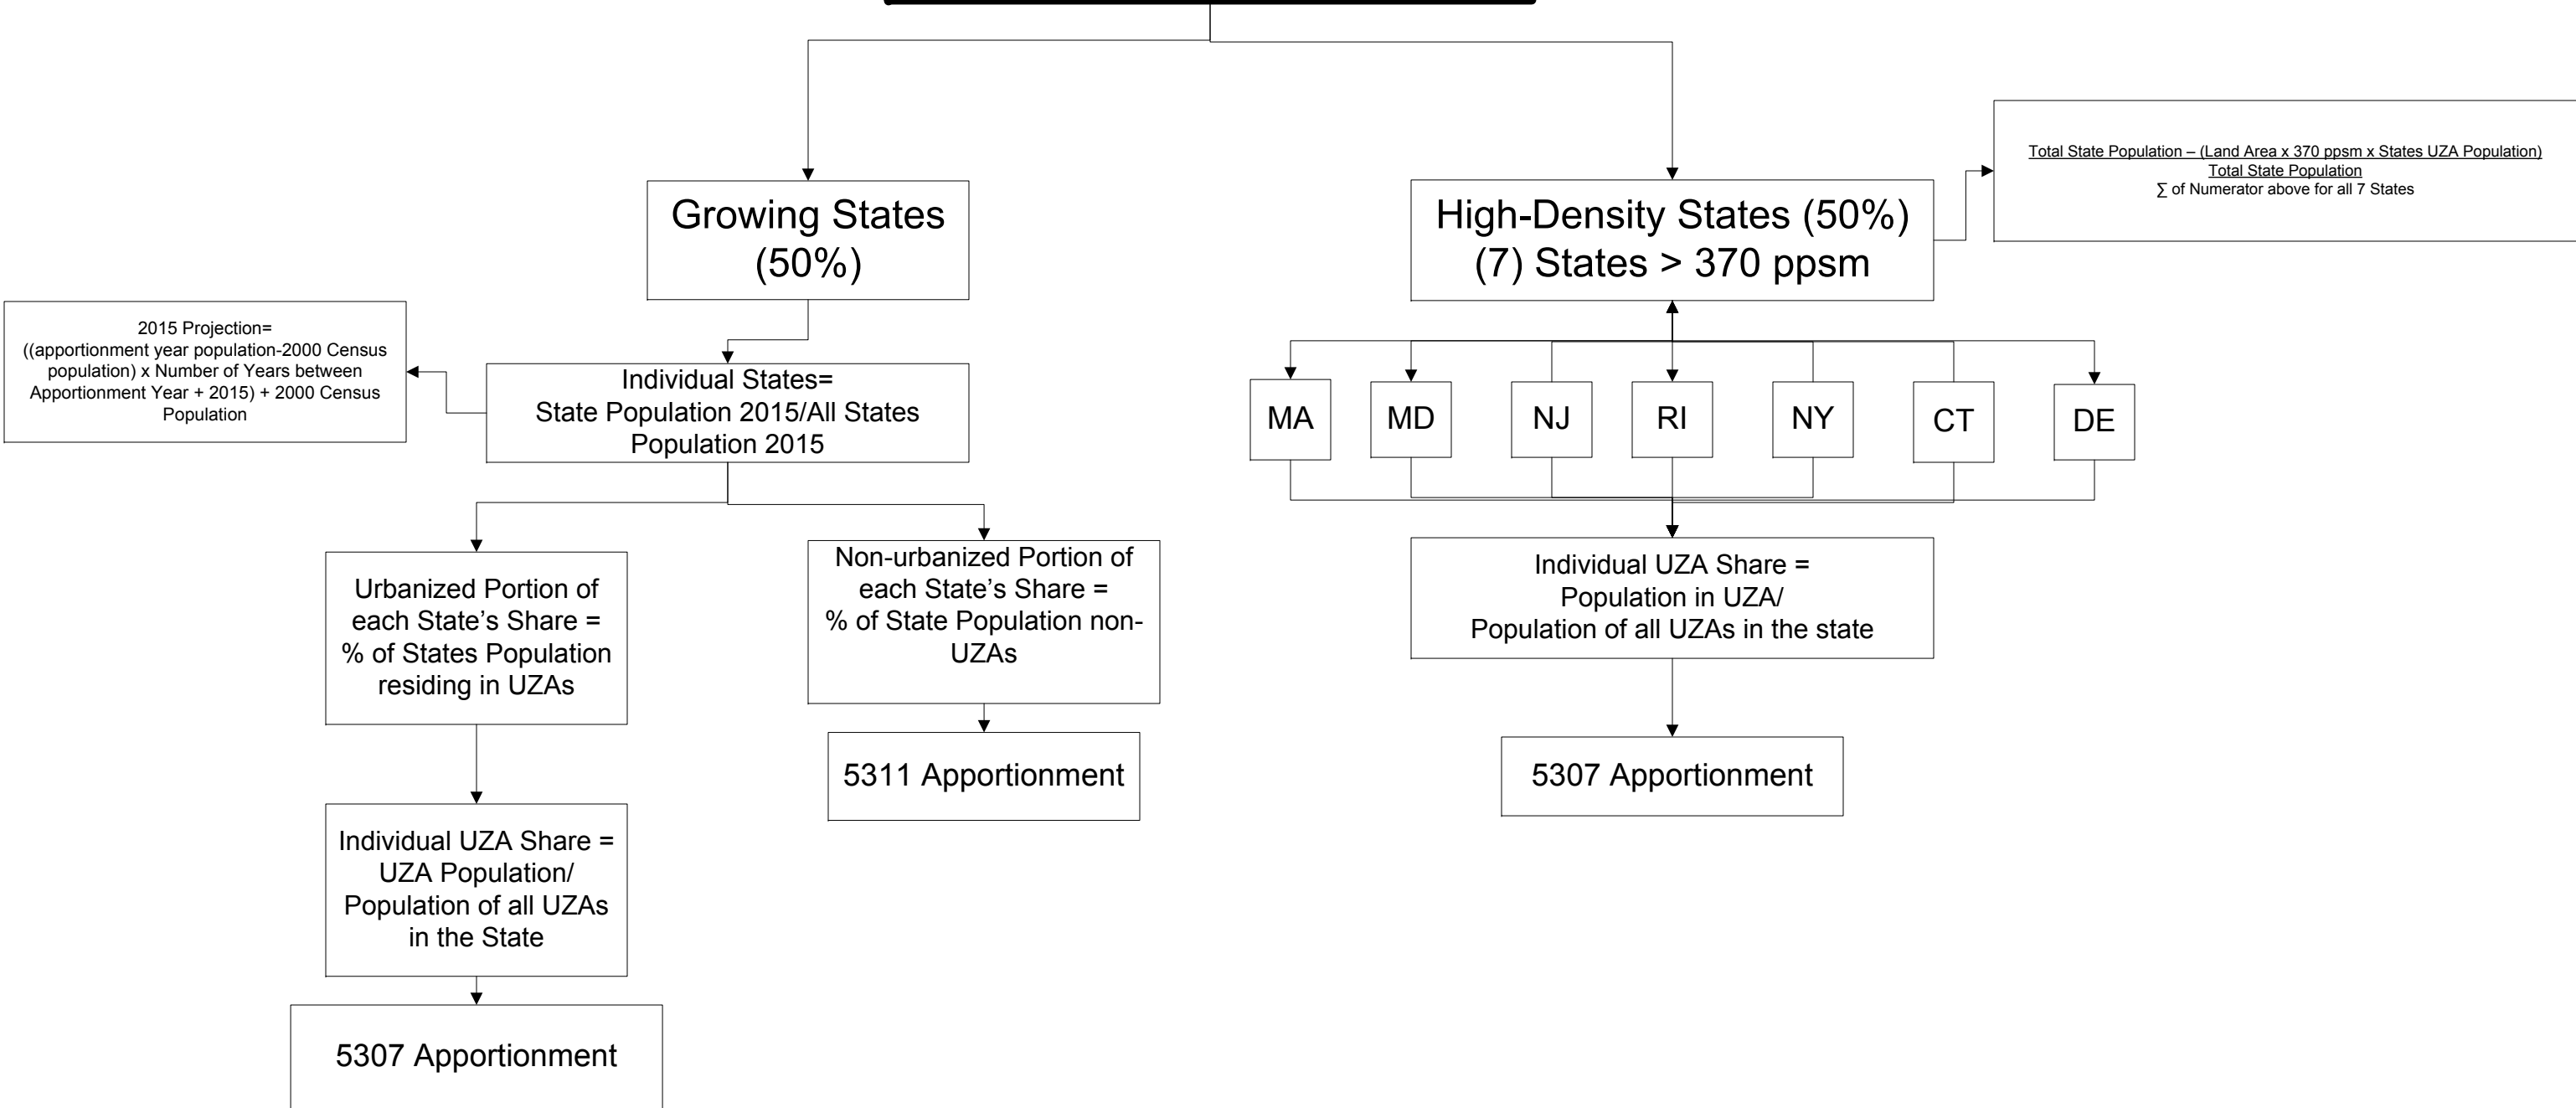 Growing States
(50%)
High-Density States (50%)
(7) States > 370 ppsm
Total State Population – (Land Area x 370 ppsm x States UZA Population)
Total State Population
∑ of Numerator above for all 7 States
2015 Projection=
((apportionment year population-2000 Census
population) x Number of Years between
Apportionment Year + 2015) + 2000 Census
Population
Individual States=
State Population 2015/All States
Population 2015
MA
MD
NJ
RI
NY
CT
DE
Urbanized Portion of
each State’s Share =
% of States Population
residing in UZAs
Non-urbanized Portion of
each State’s Share =
% of State Population non-
UZAs
Individual UZA Share =
Population in UZA/
Population of all UZAs in the state
5311 Apportionment
5307 Apportionment
Individual UZA Share =
UZA Population/
Population of all UZAs
in the State
5307 Apportionment